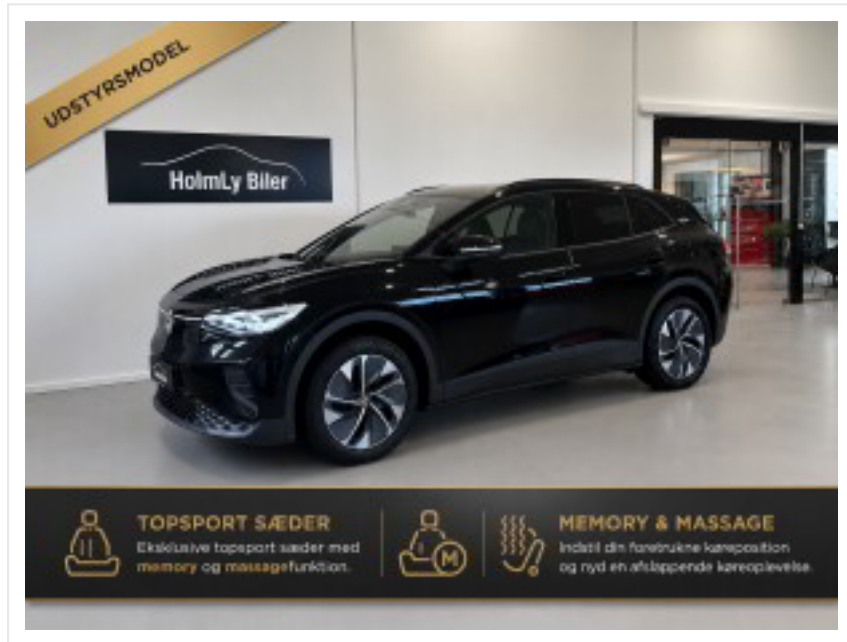 UDSTYRSMODEL
HolmLy Biler
TOPSPORT SÆDER
Eksklusive topsport sæder med
memory og massagefunktion.
M
MEMORY & MASSAGE
Indstil din foretrukne køreposition
og nyd en afslappende køreoplevelse.